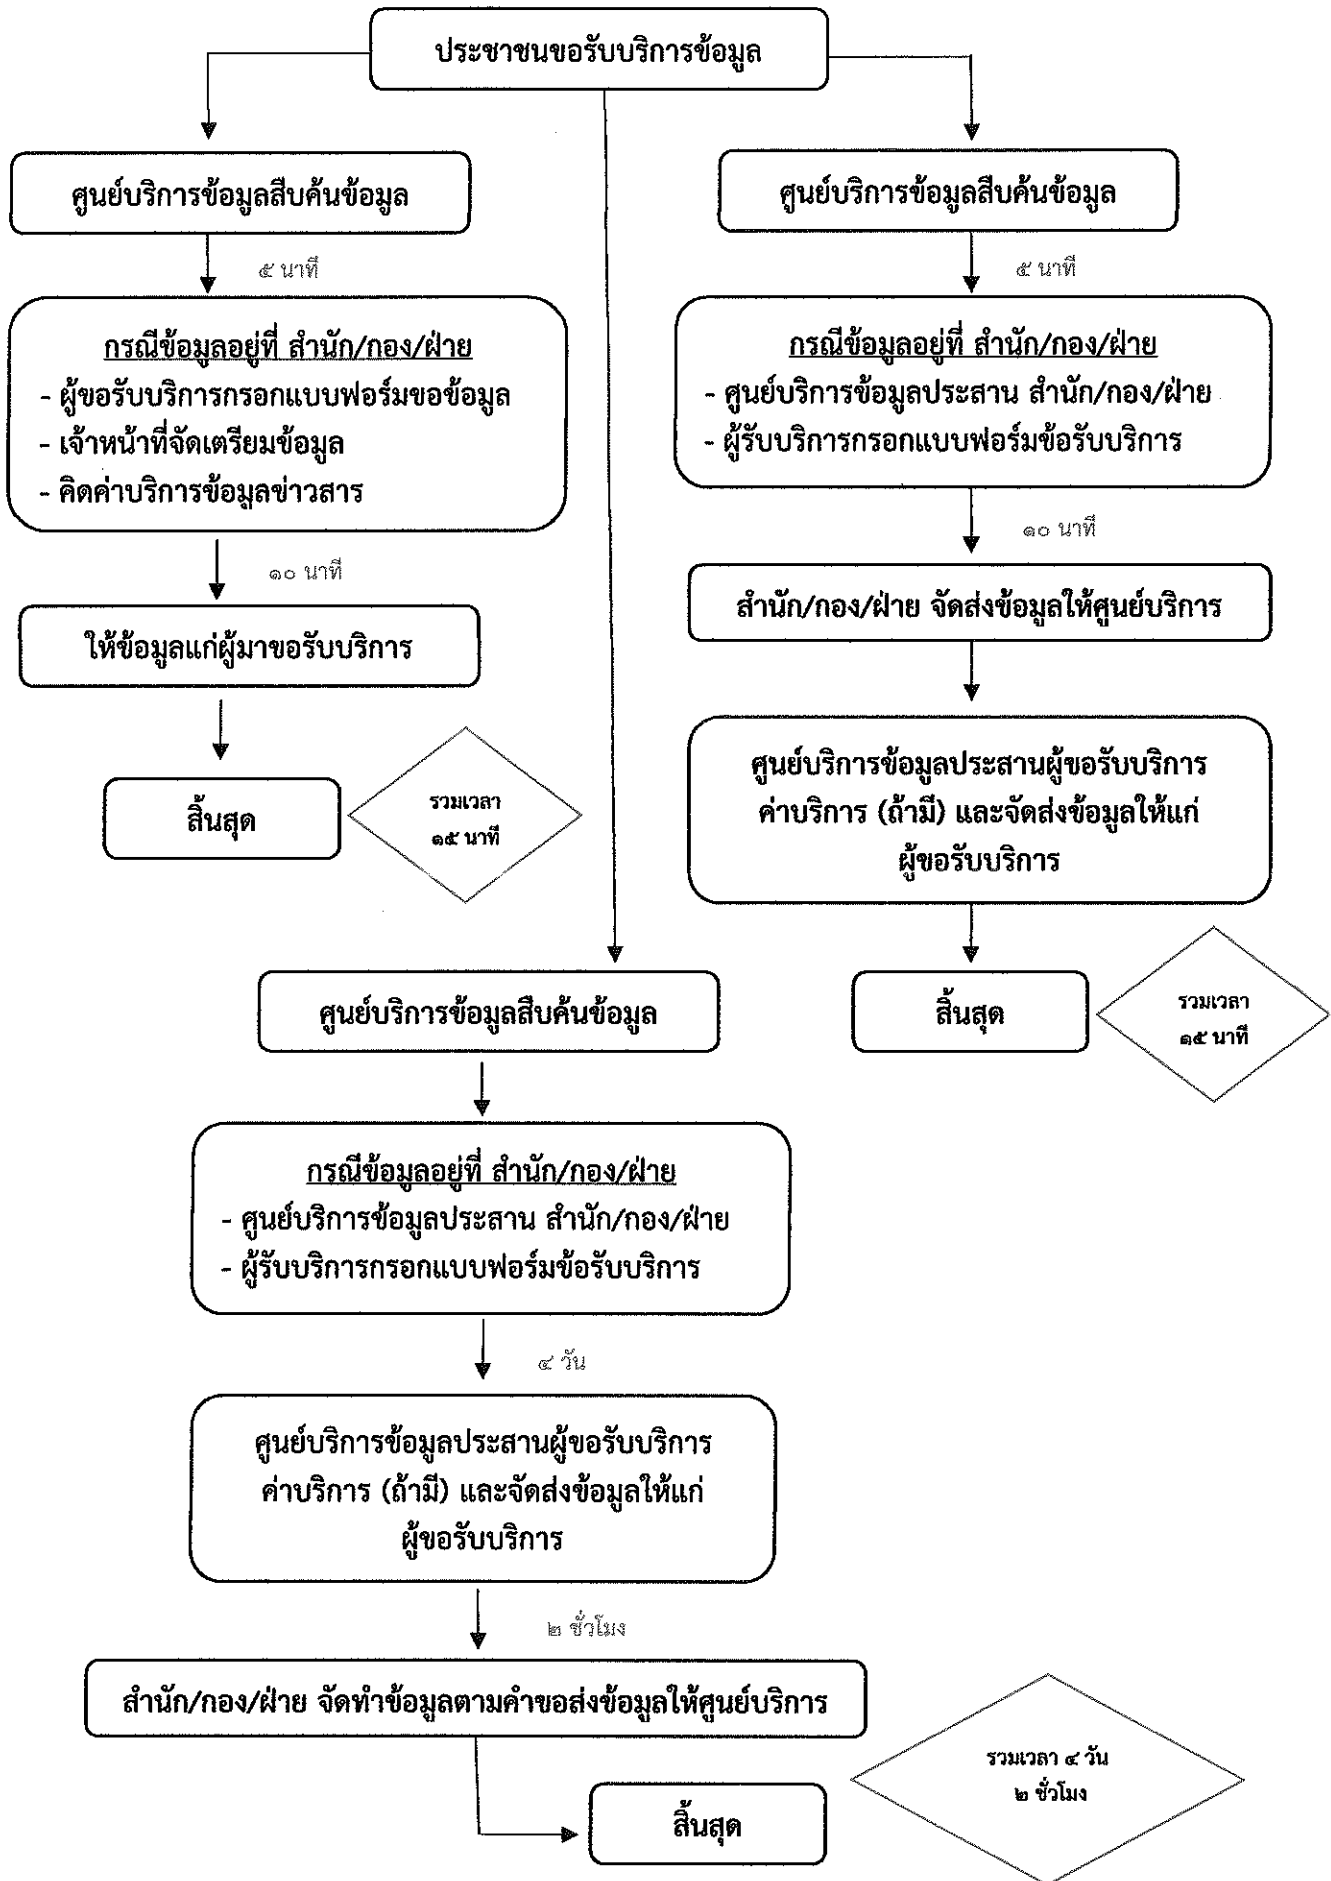 ประชาชนขอรับบริการข้อมูล
ศูนย์บริการข้อมูลสืบค้นข้อมูล
๕ นาที
กรณีข้อมูลอยู่ที่ สำนัก/กอง/ฝ่าย
- ผู้ขอรับบริการกรอกแบบฟอร์มขอข้อมูล
- เจ้าหน้าที่จัดเตรียมข้อมูล
- คิดค่าบริการข้อมูลข่าวสาร
๑๐ นาที
ให้ข้อมูลแก่ผู้มาขอรับบริการ
สิ้นสุด
รวมเวลา
๑๕ นาที
ศูนย์บริการข้อมูลสืบค้นข้อมูล
๕ นาที
กรณีข้อมูลอยู่ที่ สำนัก/กอง/ฝ่าย
- ศูนย์บริการข้อมูลประสาน สำนัก/กอง/ฝ่าย
- ผู้รับบริการกรอกแบบฟอร์มข้อรับบริการ
๑๐ นาที
สำนัก/กอง/ฝ่าย จัดส่งข้อมูลให้ศูนย์บริการ
ศูนย์บริการข้อมูลประสานผู้ขอรับบริการ
ค่าบริการ (ถ้ามี) และจัดส่งข้อมูลให้แก่
ผู้ขอรับบริการ
สิ้นสุด
รวมเวลา
๑๕ นาที
ศูนย์บริการข้อมูลสืบค้นข้อมูล
กรณีข้อมูลอยู่ที่ สำนัก/กอง/ฝ่าย
- ศูนย์บริการข้อมูลประสาน สำนัก/กอง/ฝ่าย
- ผู้รับบริการกรอกแบบฟอร์มข้อรับบริการ
๔ วัน
ศูนย์บริการข้อมูลประสานผู้ขอรับบริการ
ค่าบริการ (ถ้ามี) และจัดส่งข้อมูลให้แก่
ผู้ขอรับบริการ
๒ ชั่วโมง
สำนัก/กอง/ฝ่าย จัดทำข้อมูลตามคำขอส่งข้อมูลให้ศูนย์บริการ
สิ้นสุด
รวมเวลา ๔ วัน
๒ ชั่วโมง